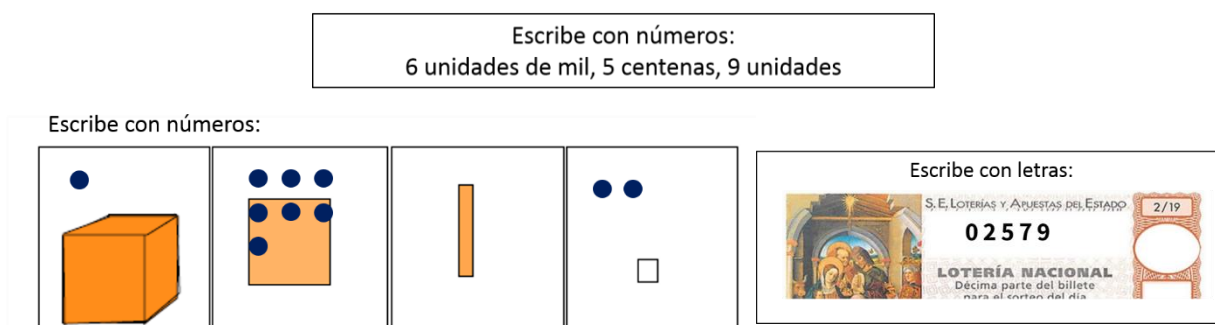 Escribe con números:
6 unidades de mil, 5 centenas, 9 unidades
Escribe con números:
Escribe con letras:
S.E. LOTERÍAS Y APUESTAS DEL ESTADO
2/19
02579
LOTERÍA NACIONAL
Décima parte del billete
para el sorteo del día